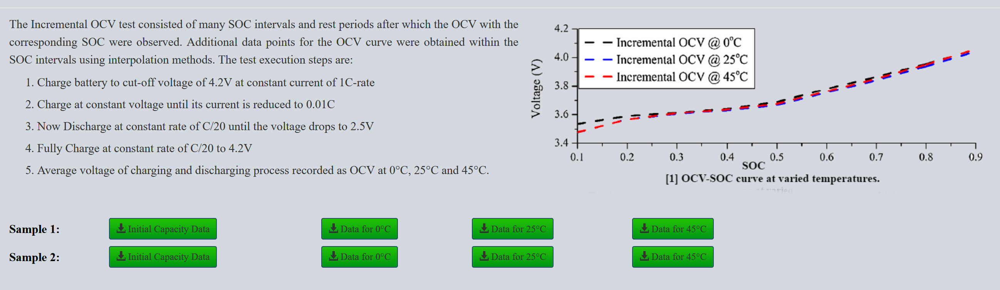 The Incremental OCV test consisted of many SOC intervals and rest periods after which the OCV with the
corresponding SOC were observed. Additional data points for the OCV curve were obtained within the
SOC intervals using interpolation methods. The test execution steps are:
1. Charge battery to cut-off voltage of 4.2V at constant current of 1C-rate
2. Charge at constant voltage until its current is reduced to 0.01C
3. Now Discharge at constant rate of C/20 until the voltage drops to 2.5V
4. Fully Charge at constant rate of C/20 to 4.2V
5. Average voltage of charging and discharging process recorded as OCV at 0°C, 25°C and 45°C.
Voltage (V)
4.2
4.0
3.8
3.6
3.4
Incremental OCV @ 0°C
Incremental OCV @ 25°C
Incremental OCV @ 45°C
0.1 0.2 0.3 0.4 0.5 0.6 0.7 0.8 0.9
SOC
[1] OCV-SOC curve at varied temperatures.
Sample 1: Initial Capacity Data Data for 0°C Data for 25°C Data for 45°C
Sample 2: Initial Capacity Data Data for 0°C Data for 25°C Data for 45°C